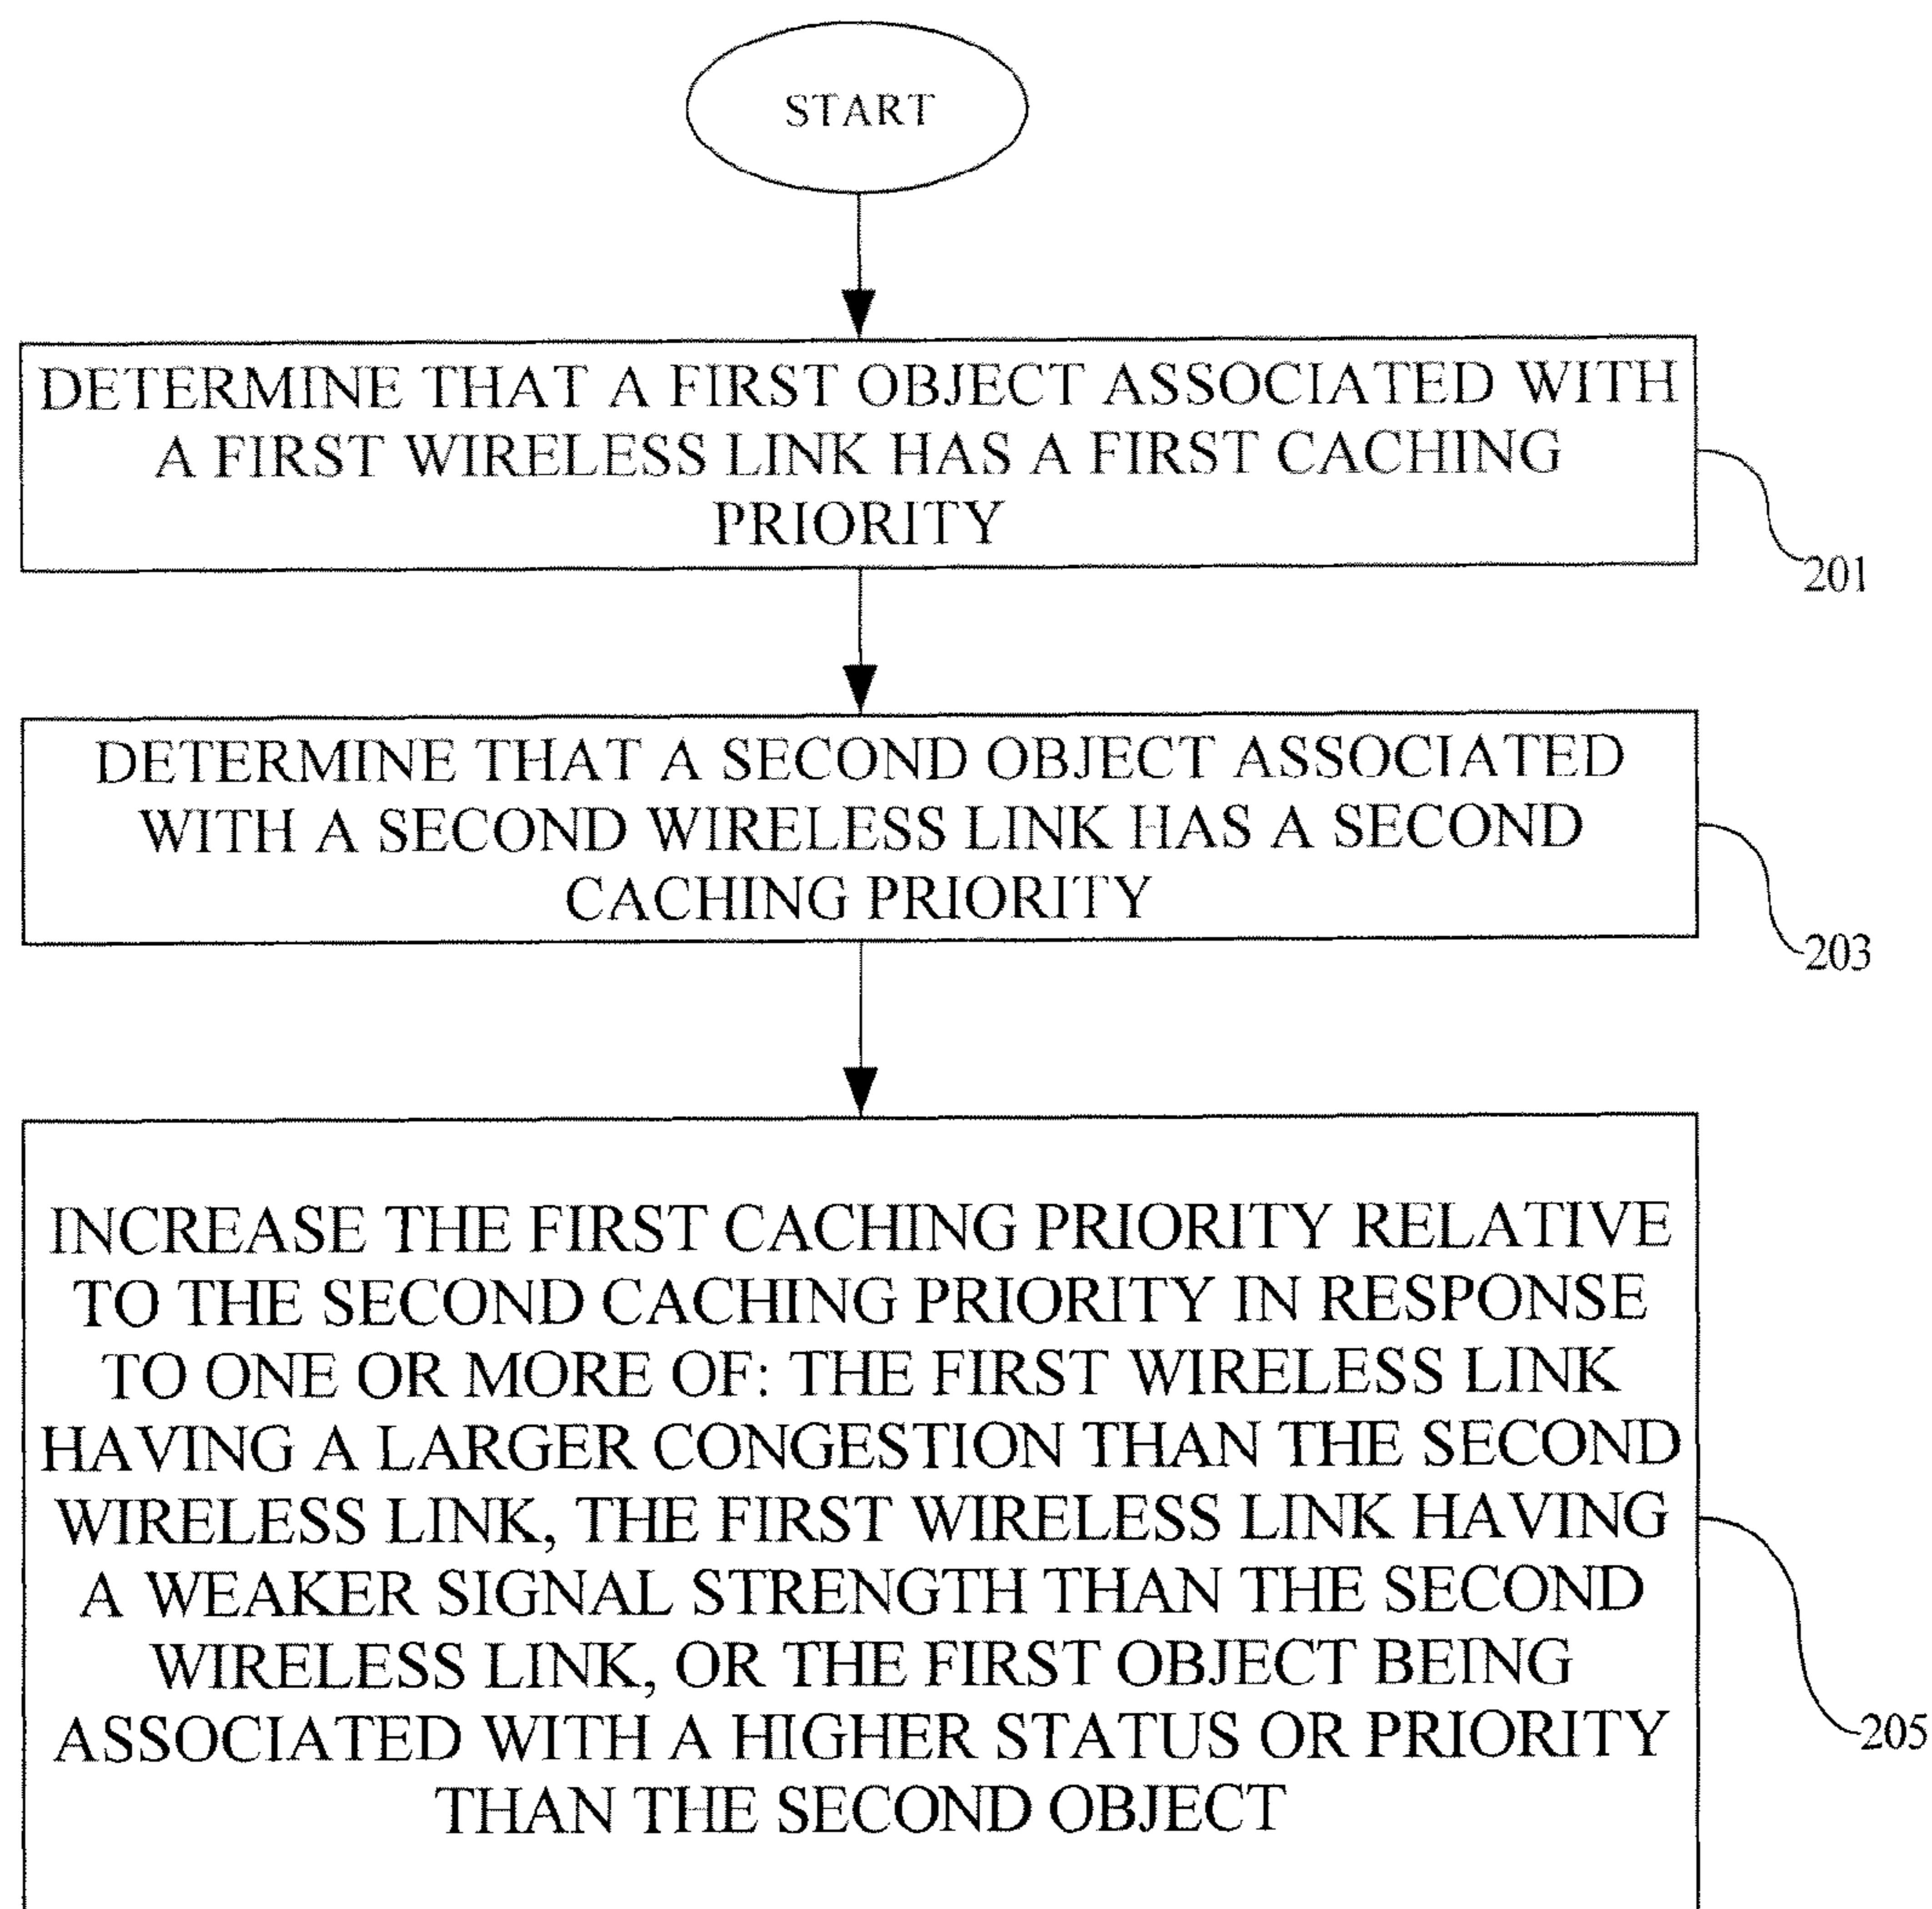 START
DETERMINE THAT A FIRST OBJECT ASSOCIATED WITH
A FIRST WIRELESS LINK HAS A FIRST CACHING
PRIORITY
201
DETERMINE THAT A SECOND OBJECT ASSOCIATED
WITH A SECOND WIRELESS LINK HAS A SECOND
CACHING PRIORITY
203
INCREASE THE FIRST CACHING PRIORITY RELATIVE
TO THE SECOND CACHING PRIORITY IN RESPONSE
TO ONE OR MORE OF: THE FIRST WIRELESS LINK
HAVING A LARGER CONGESTION THAN THE SECOND
WIRELESS LINK, THE FIRST WIRELESS LINK HAVING
A WEAKER SIGNAL STRENGTH THAN THE SECOND
WIRELESS LINK, OR THE FIRST OBJECT BEING
ASSOCIATED WITH A HIGHER STATUS OR PRIORITY
THAN THE SECOND OBJECT
205